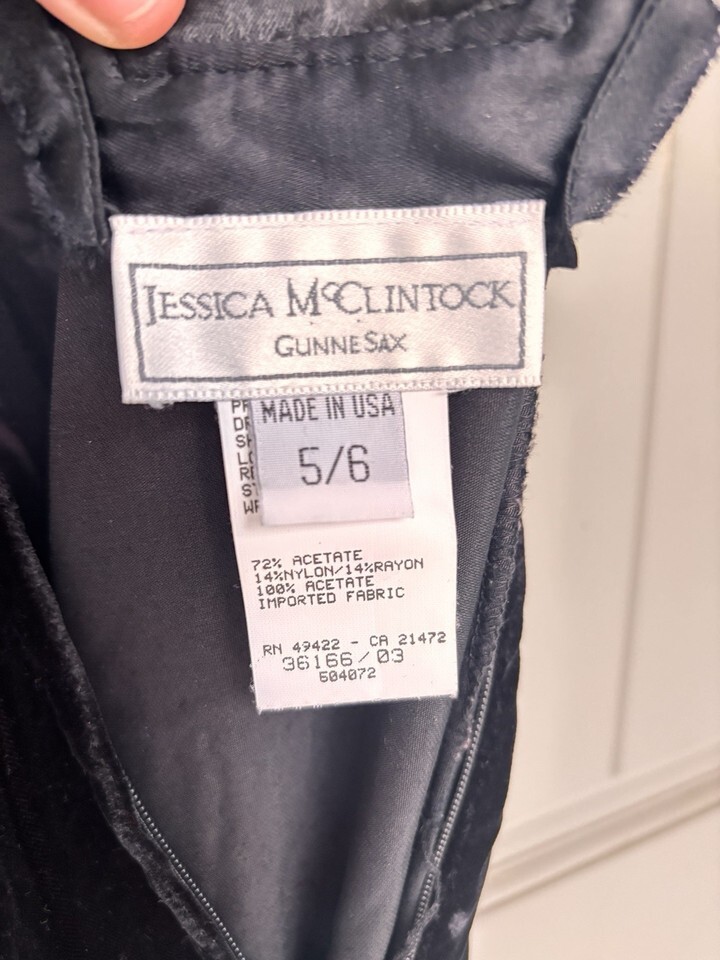 JESSICA McCLINTOCK
GUNNE SAX
MADE IN USA
5/6
72% ACETATE
14%NYLON/14%RAYON
100% ACETATE
IMPORTED FABRIC
RN 49422 - CA 21472
36166/03
604072